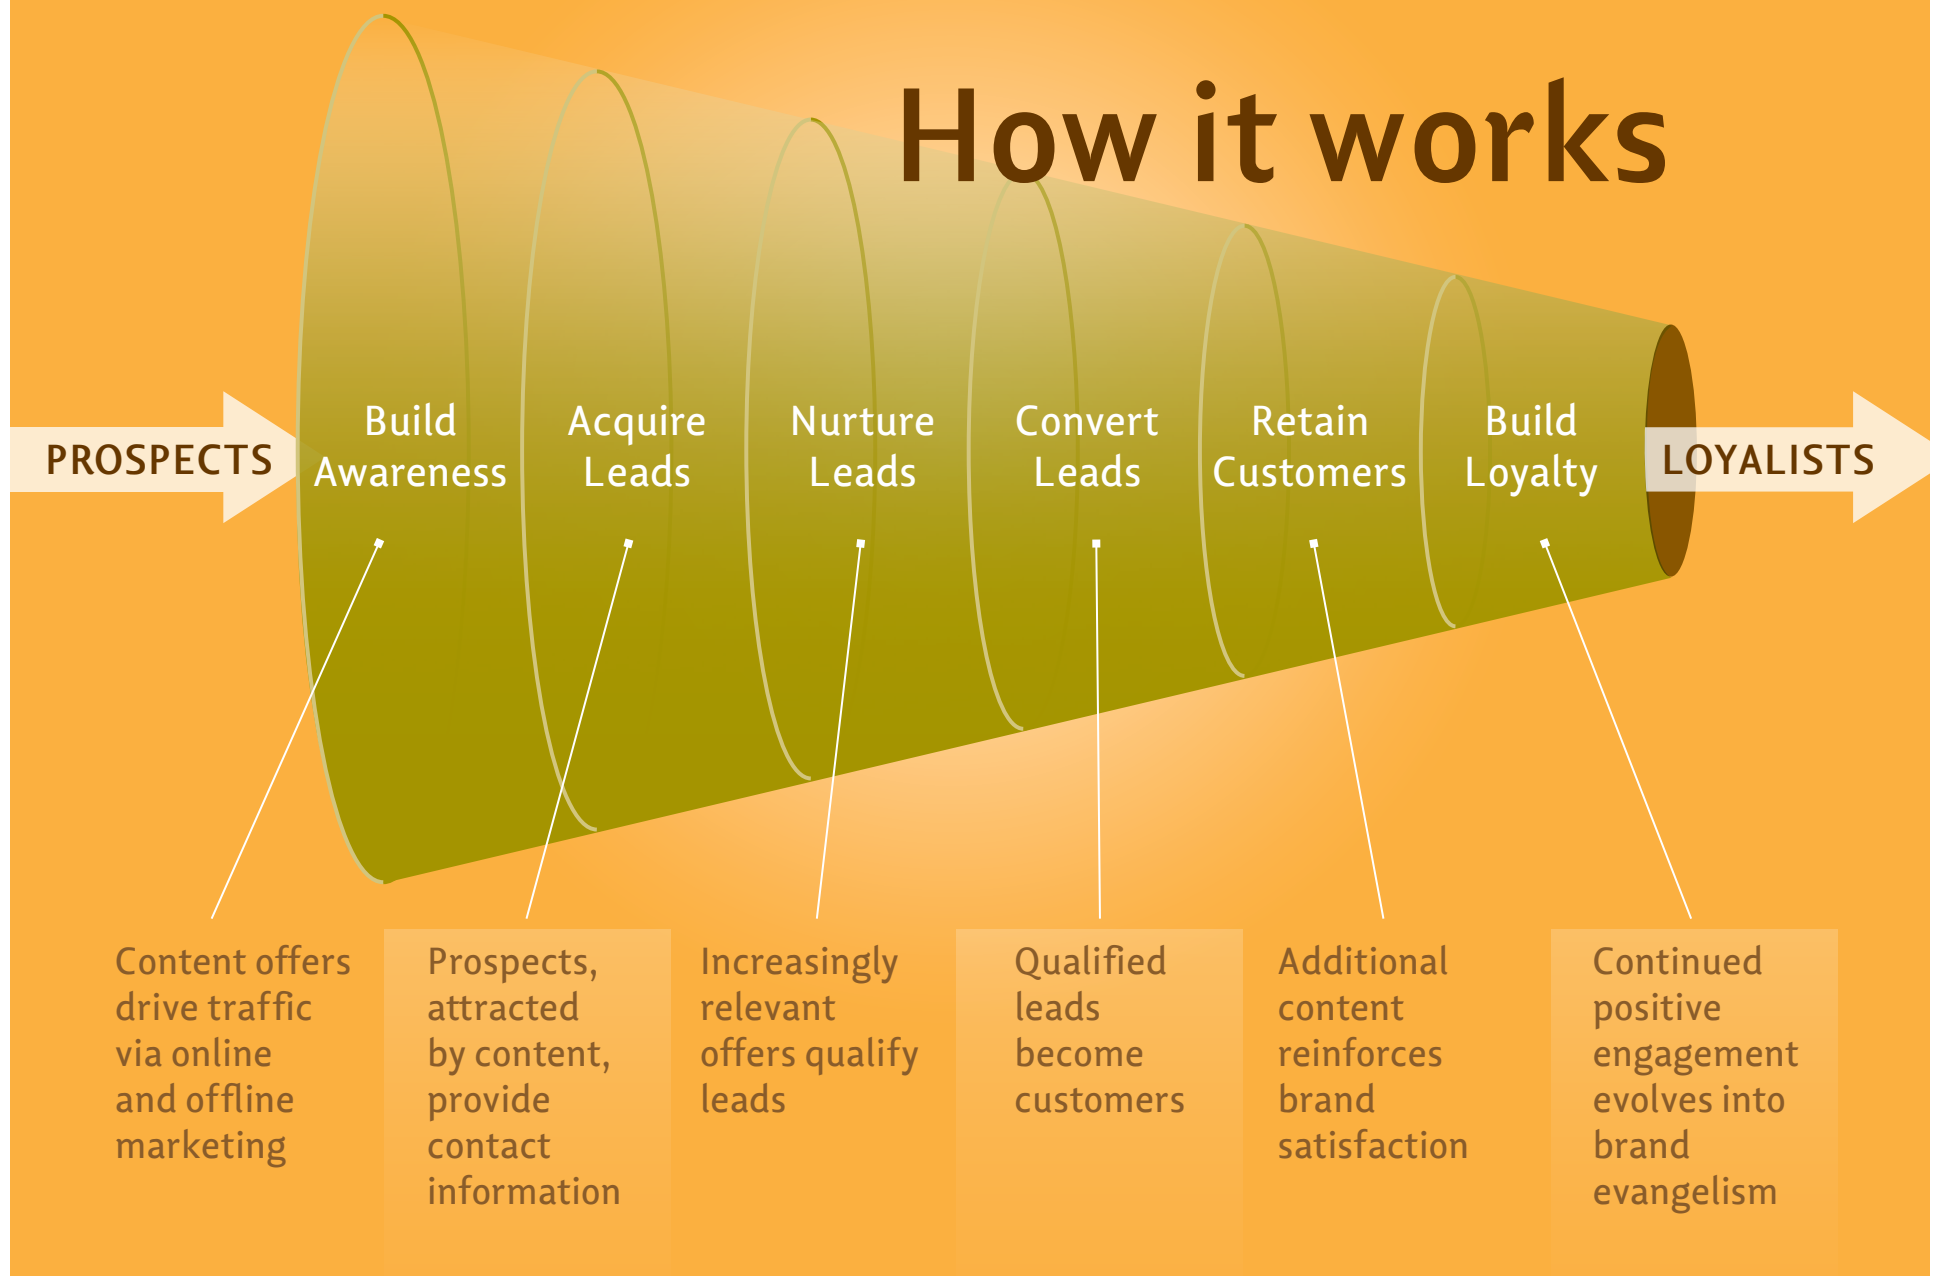 How it works
PROSPECTS
Build
Awareness
Acquire
Leads
Nurture
Leads
Convert
Leads
Retain
Customers
Build
Loyalty
LOYALISTS
Content offers
drive traffic
via online
and offline
marketing
Prospects,
attracted
by content,
provide
contact
information
Increasingly
relevant
offers qualify
leads
Qualified
leads
become
customers
Additional
content
reinforces
brand
satisfaction
Continued
positive
engagement
evolves into
brand
evangelism